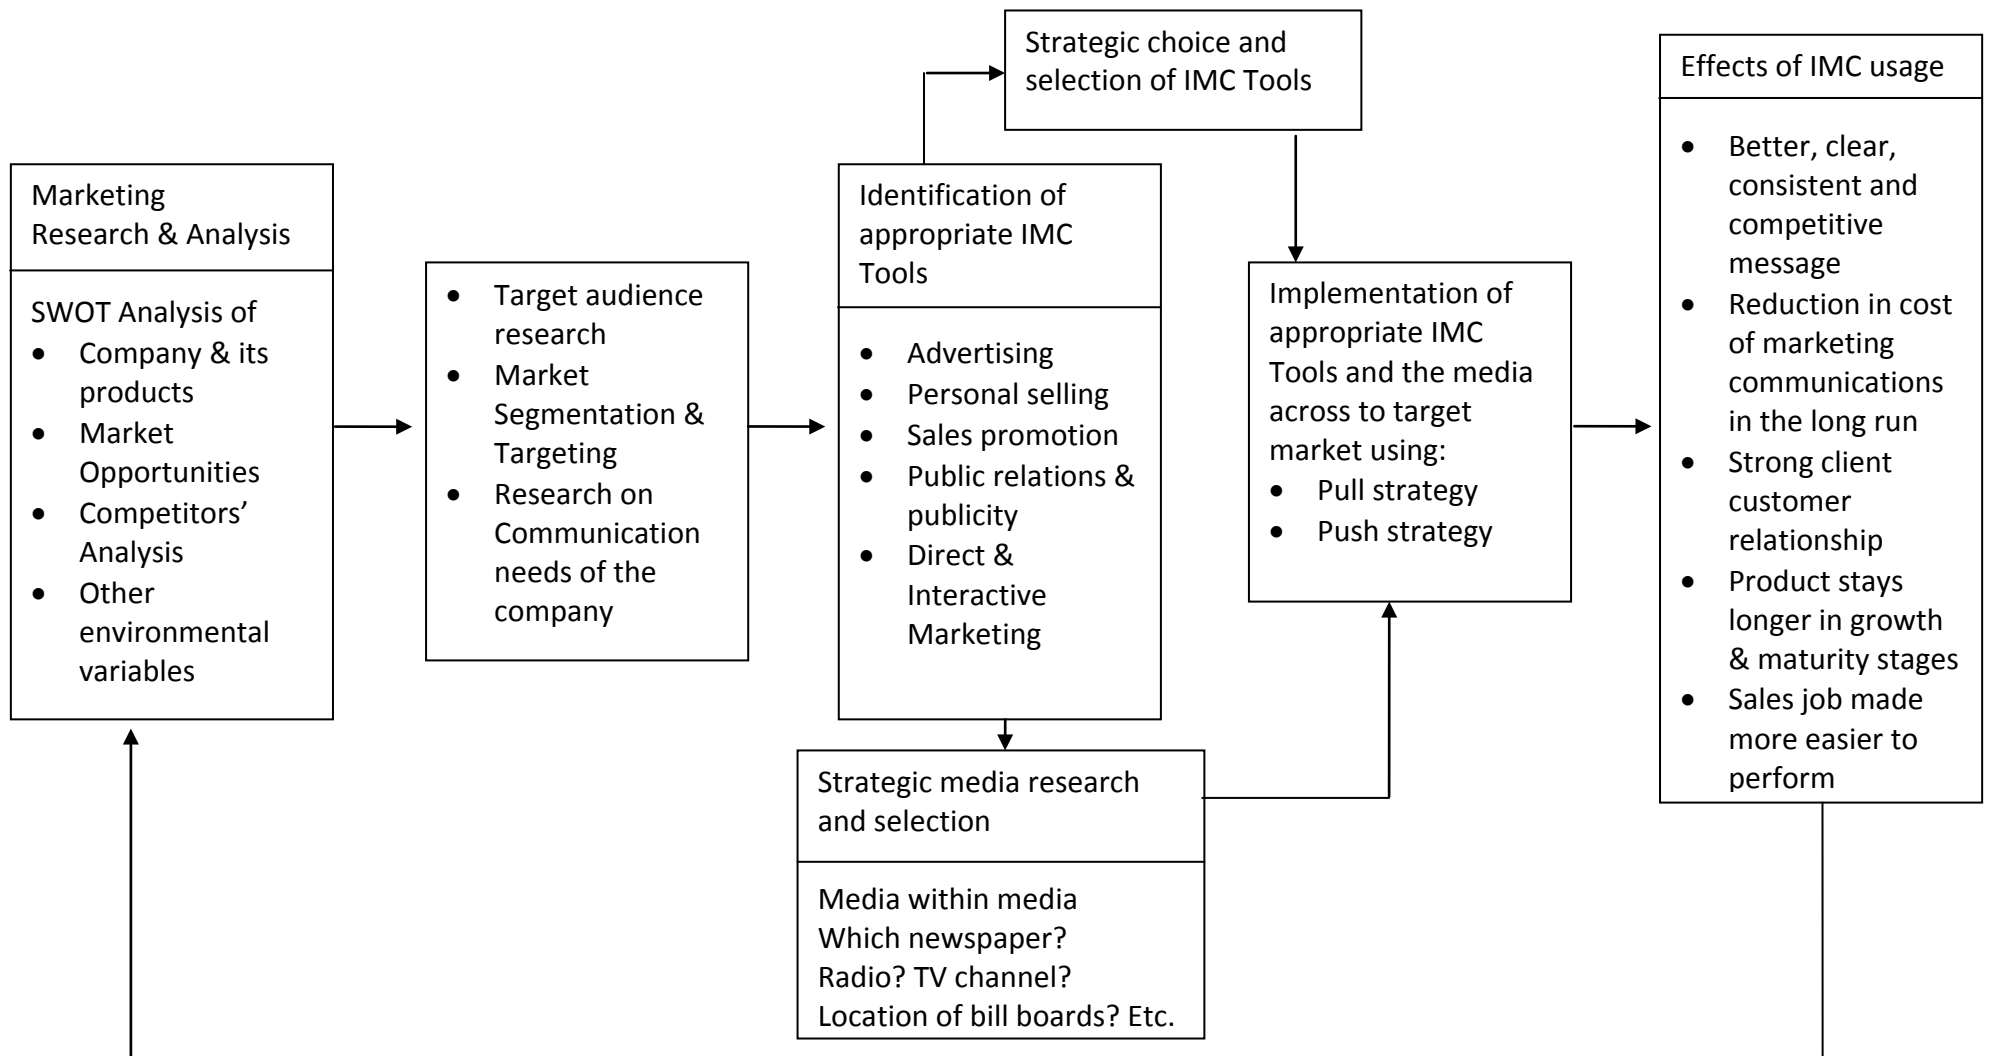 Marketing
Research & Analysis
SWOT Analysis of
• Company & its
products
• Market
Opportunities
• Competitors’
Analysis
• Other
environmental
variables
• Target audience
research
• Market
Segmentation &
Targeting
• Research on
Communication
needs of the
company
Identification of
appropriate IMC
Tools
• Advertising
• Personal selling
• Sales promotion
• Public relations &
publicity
• Direct &
Interactive
Marketing
Strategic choice and
selection of IMC Tools
Strategic media research
and selection
Media within media
Which newspaper?
Radio? TV channel?
Location of bill boards? Etc.
Implementation of
appropriate IMC
Tools and the media
across to target
market using:
• Pull strategy
• Push strategy
Effects of IMC usage
• Better, clear,
consistent and
competitive
message
• Reduction in cost
of marketing
communications
in the long run
• Strong client
customer
relationship
• Product stays
longer in growth
& maturity stages
• Sales job made
more easier to
perform